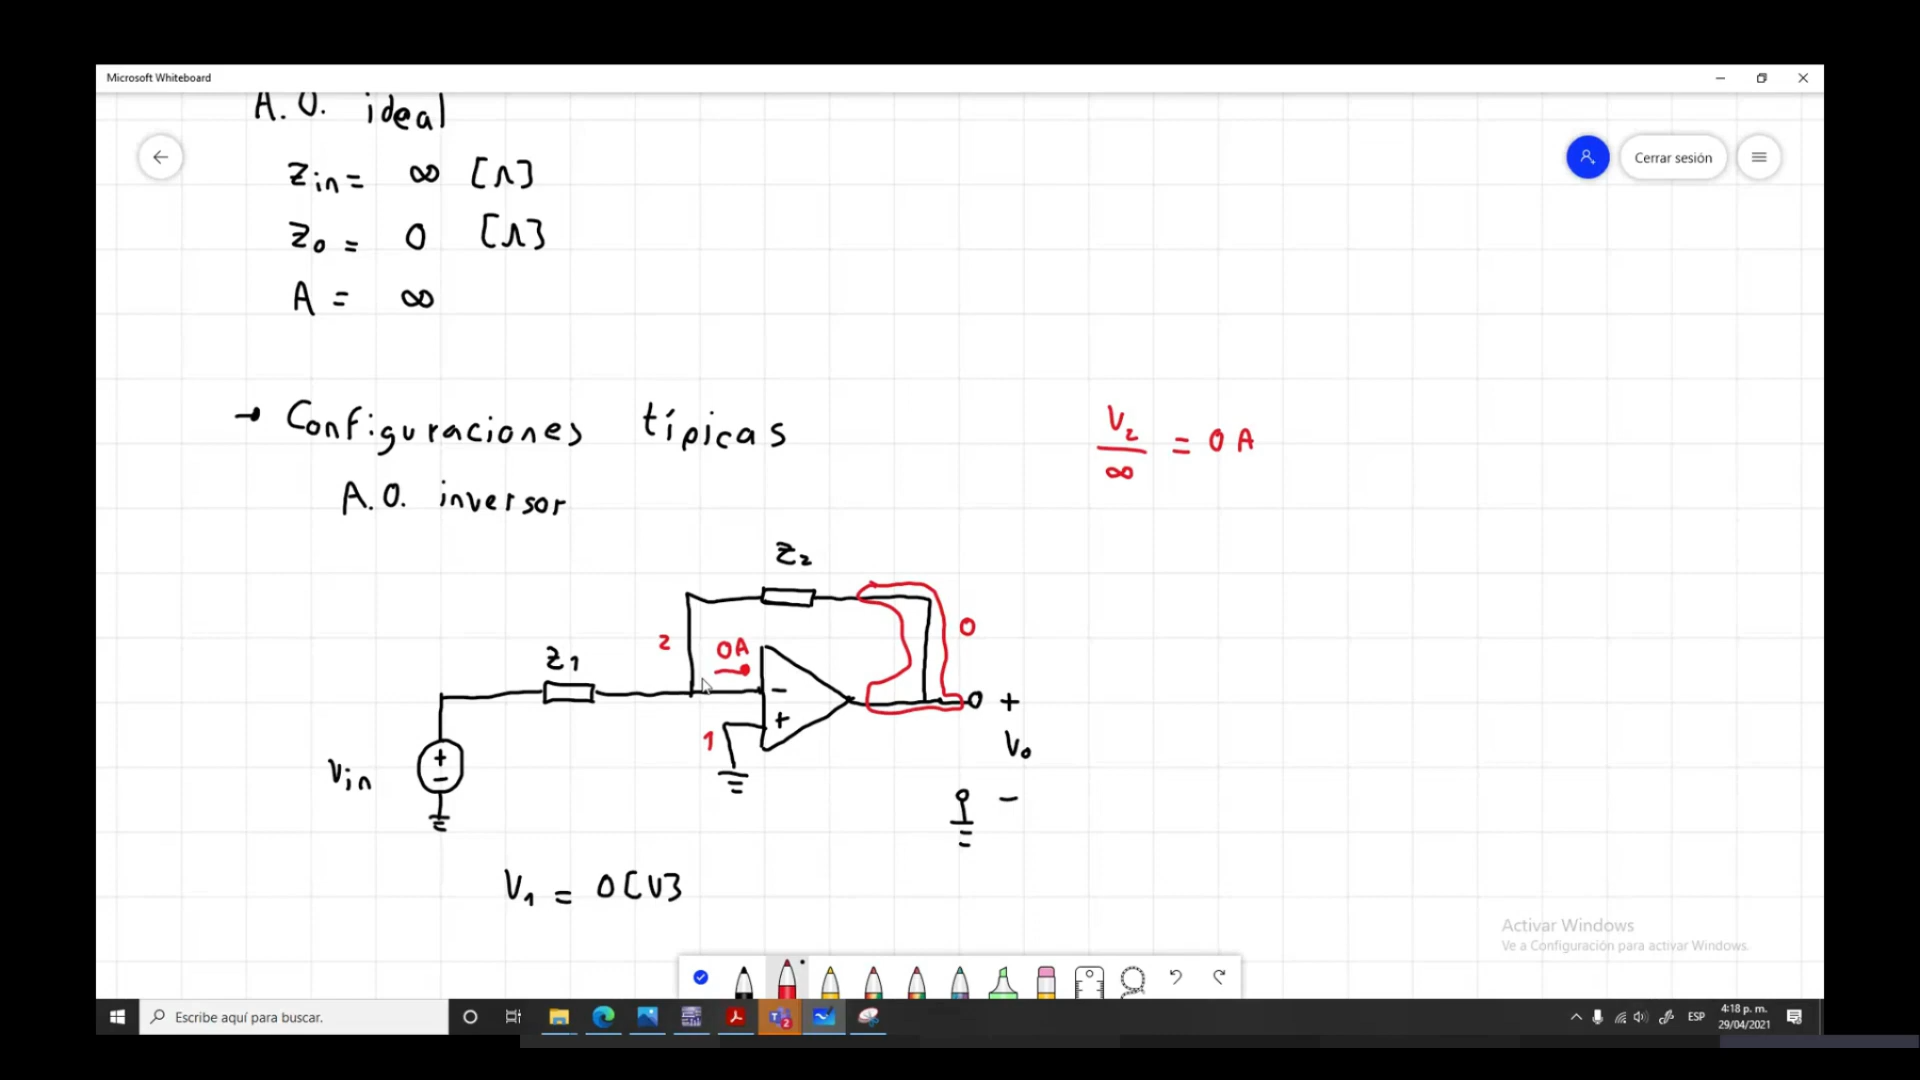 Microsoft Whiteboard
A.O. ideal
Cerrar sesión
Zin = ∞ [Ω]
Zo = 0 [Ω]
A = ∞
→ Configuraciones típicas
V2/∞ = 0 A
A.O. inversor
Z2
2
0A
0
Z1
-
+
1
+
Vo
-
Vin
+
-
V1 = 0[V]
Activar Windows
Ve a Configuración para activar Windows.
Escribe aquí para buscar.
ESP
4:18 p. m.
29/04/2021